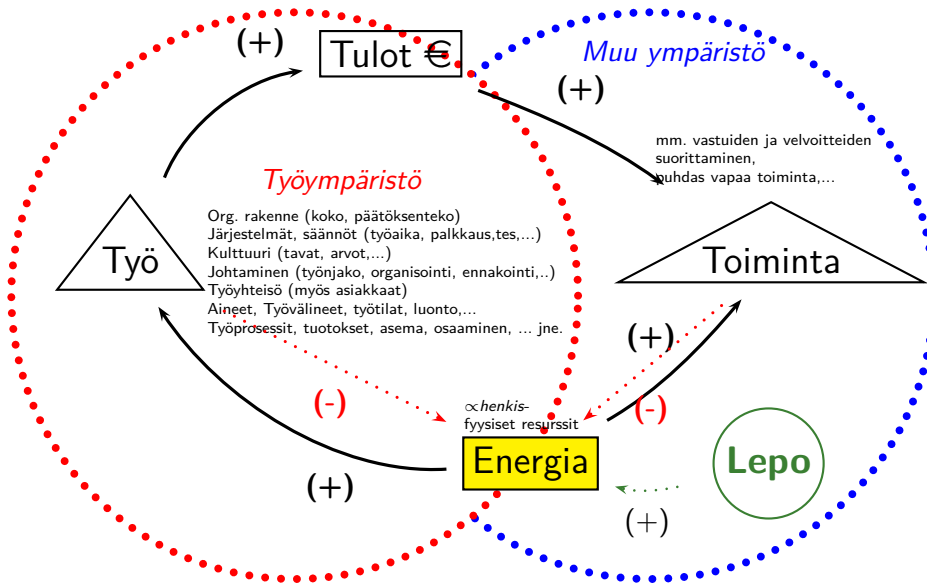 (+)
Tulot €
Muu ympäristö
(+)
mm. vastuiden ja velvoitteiden
suorittaminen,
puhdas vapaa toiminta,...
Työympäristö
Org. rakenne (koko, päätöksenteko)
Järjestelmät, säännöt (työaika, palkkaus,tes,...)
Kulttuuri (tavat, arvot,...)
Johtaminen (työnjako, organisointi, ennakointi,..)
Työyhteisö (myös asiakkaat)
Aineet, Työvälineet, työtilat, luonto,...
Työprosessit, tuotokset, asema, osaaminen, ... jne.
Työ
Toiminta
(+)
(-)
(-)
∝henkis-
fyysiset resurssit
Energia
Lepo
(+)
(+)